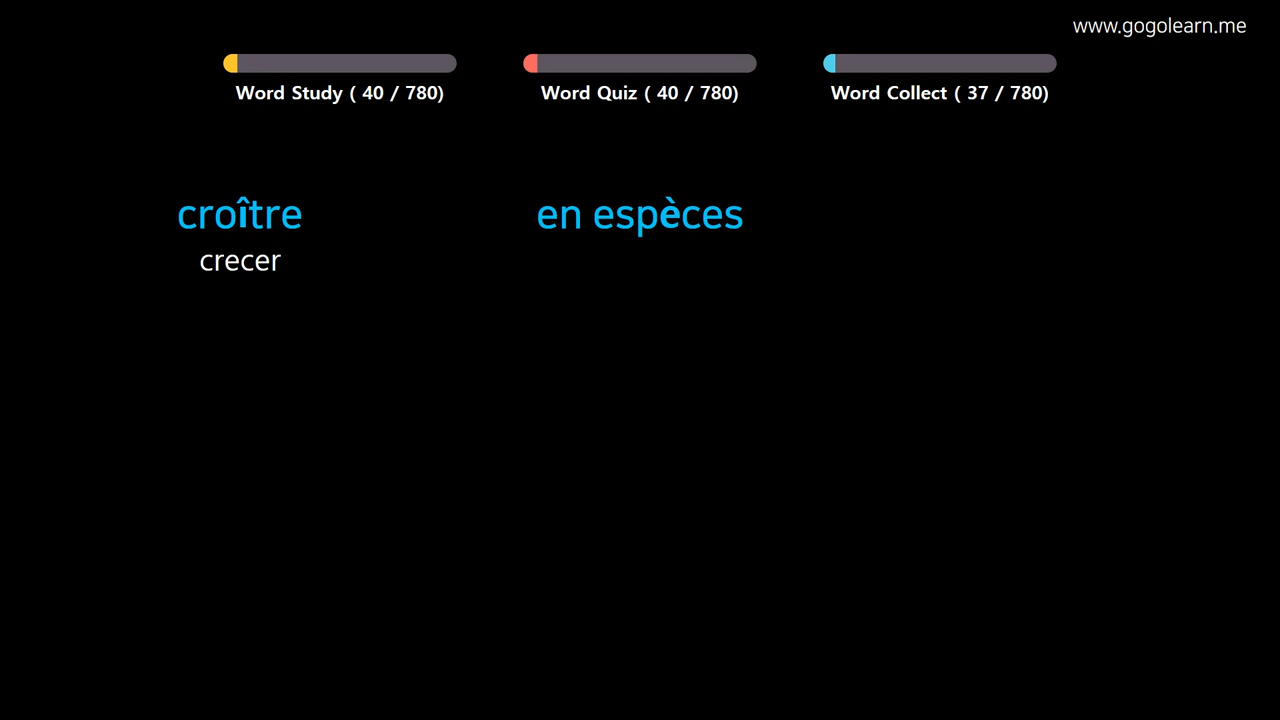 www.gogolearn.me
Word Study ( 40 / 780)
Word Quiz ( 40 / 780)
Word Collect ( 37 / 780)
croître
en espèces
crecer